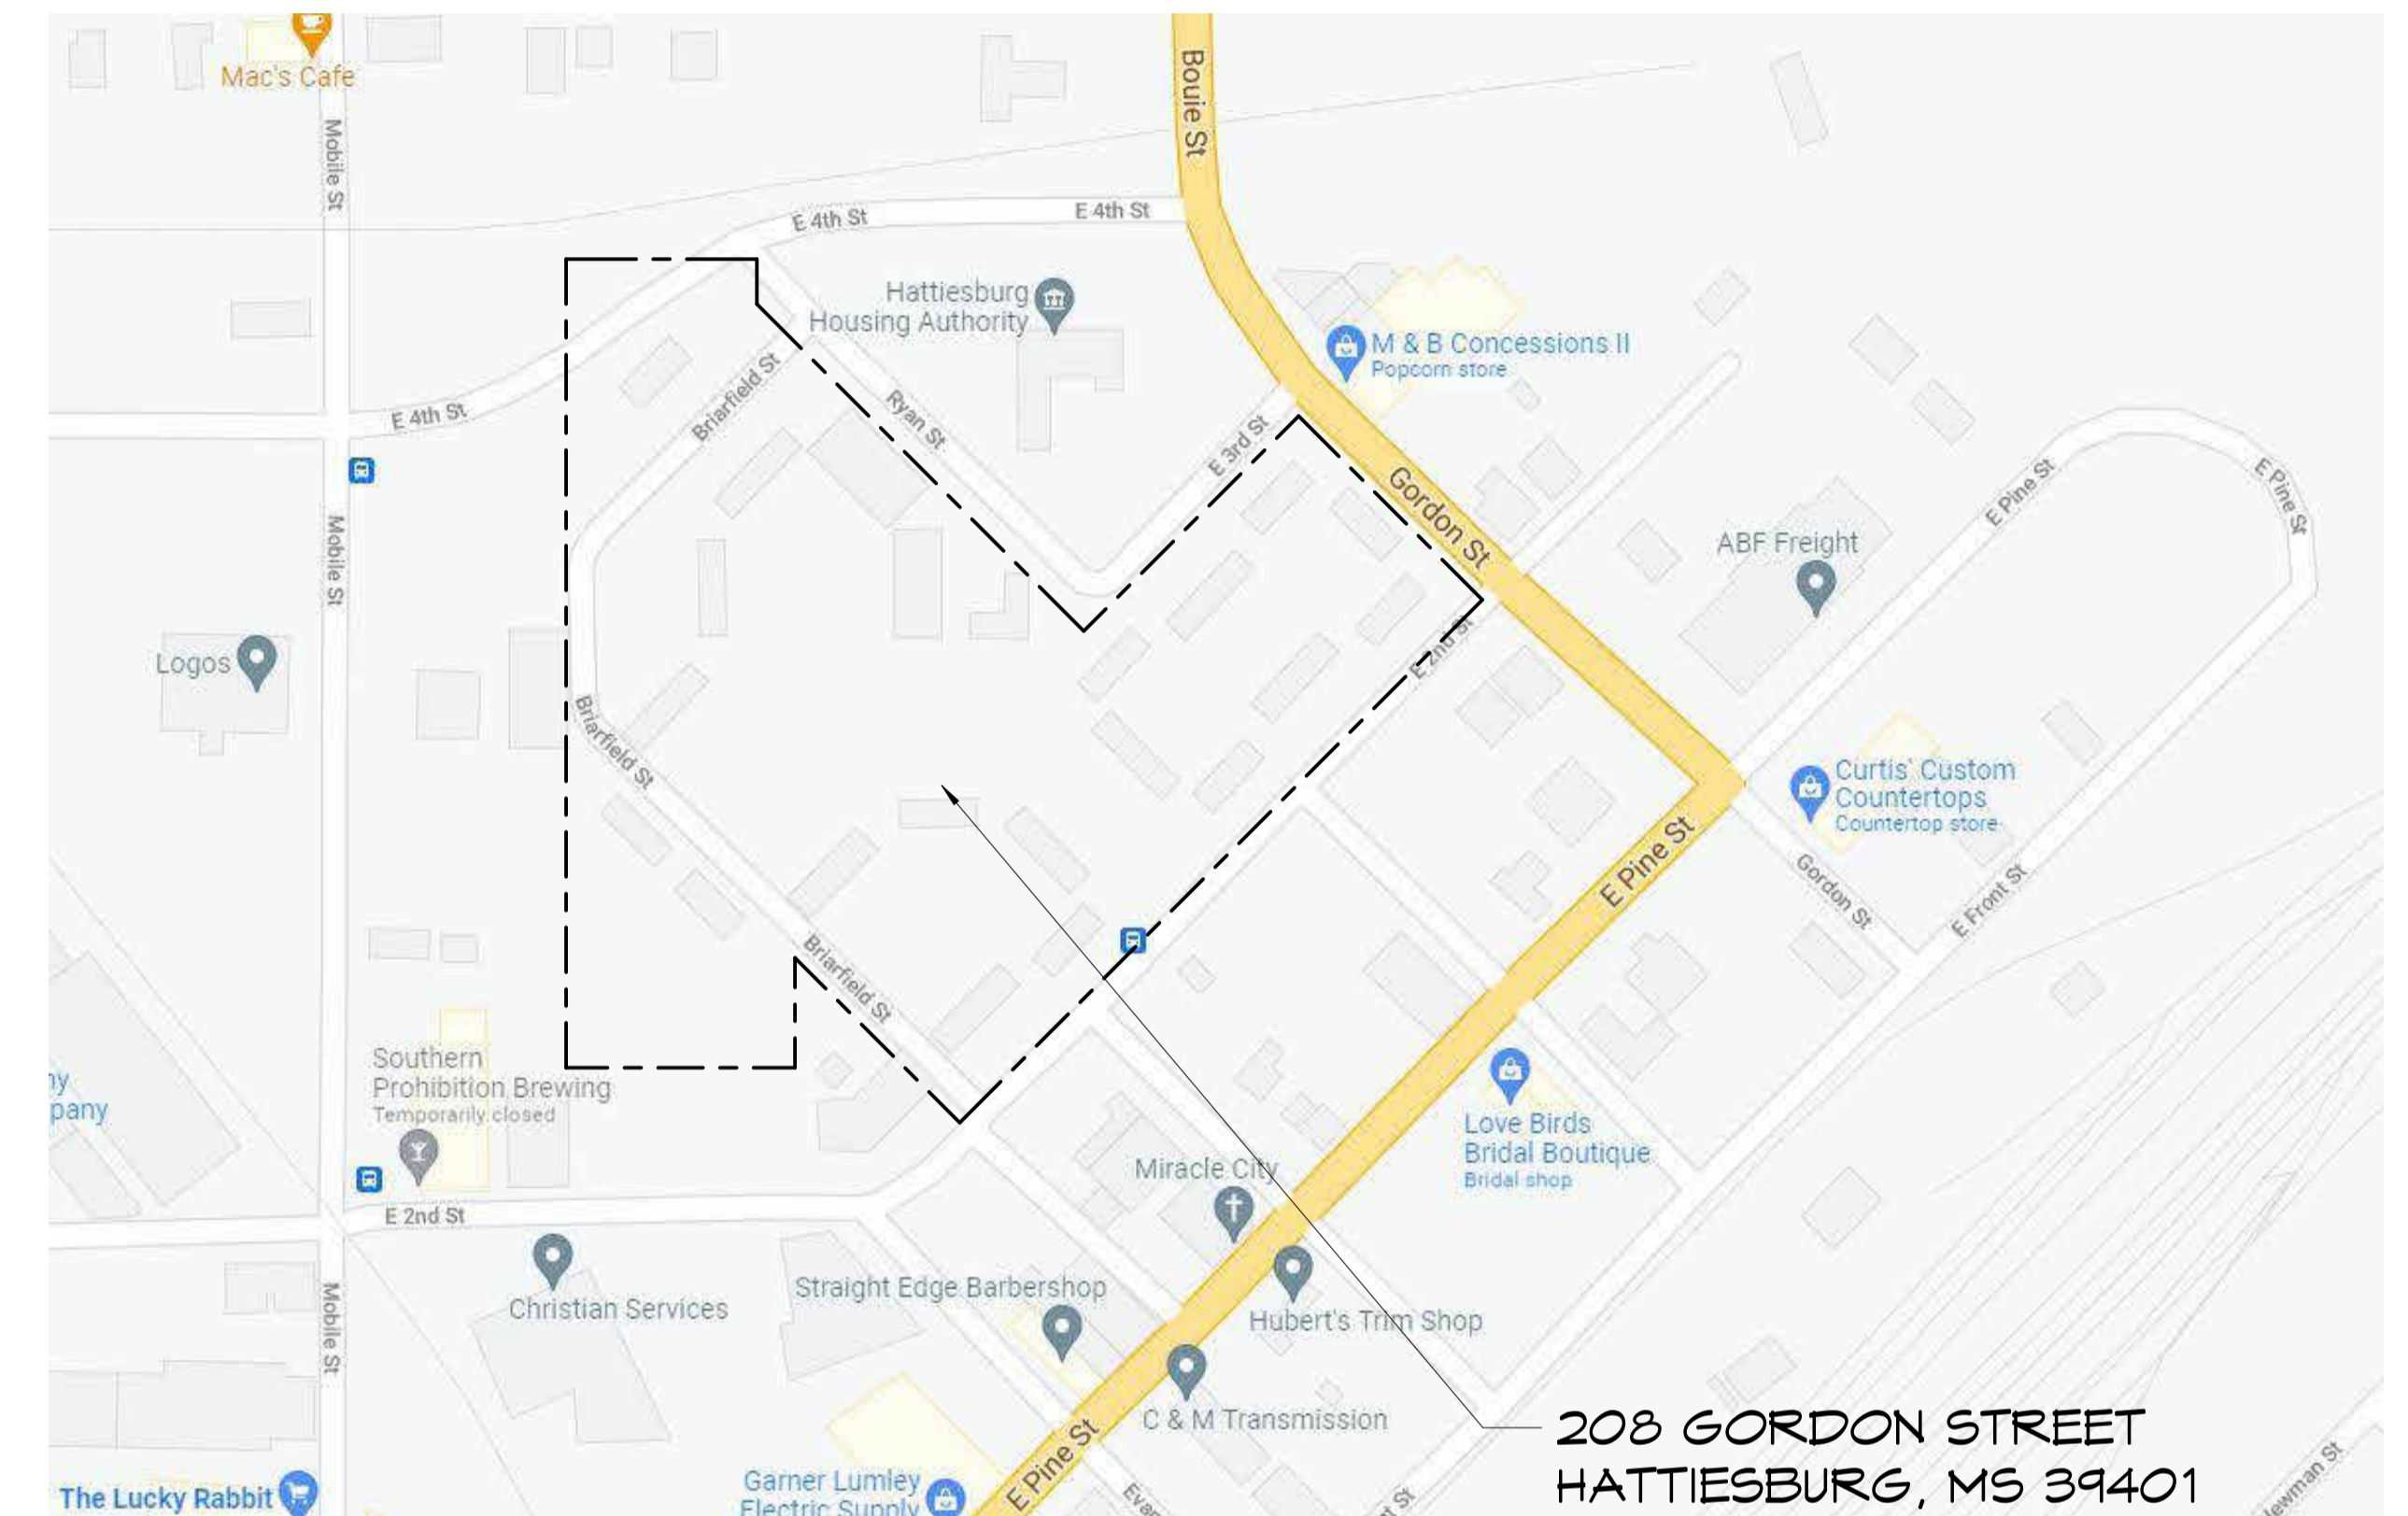 Mac's Cafe
Mobile St
Bouie St
E 4th St
E 4th St
Hattiesburg
Housing Authority
M & B Concessions II
Popcorn store
Briarfield St
E 4th St
Ryan St
E 3rd St
Gordon St
E Pine St
E Pine St
ABF Freight
Mobile St
Logos
E 2nd St
Briarfield St
Curtis' Custom
Countertops
Countertop store
E Pine St
Gordon St
E Front St
Briarfield St
Southern
Prohibition Brewing
Temporarily closed
pany
Love Birds
Bridal Boutique
Bridal shop
Miracle City
E 2nd St
Straight Edge Barbershop
Christian Services
Mobile St
Hubert's Trim Shop
C & M Transmission
208 GORDON STREET
HATTIESBURG, MS 39401
The Lucky Rabbit
Garner Lumley
Electric Supply
E Pine St